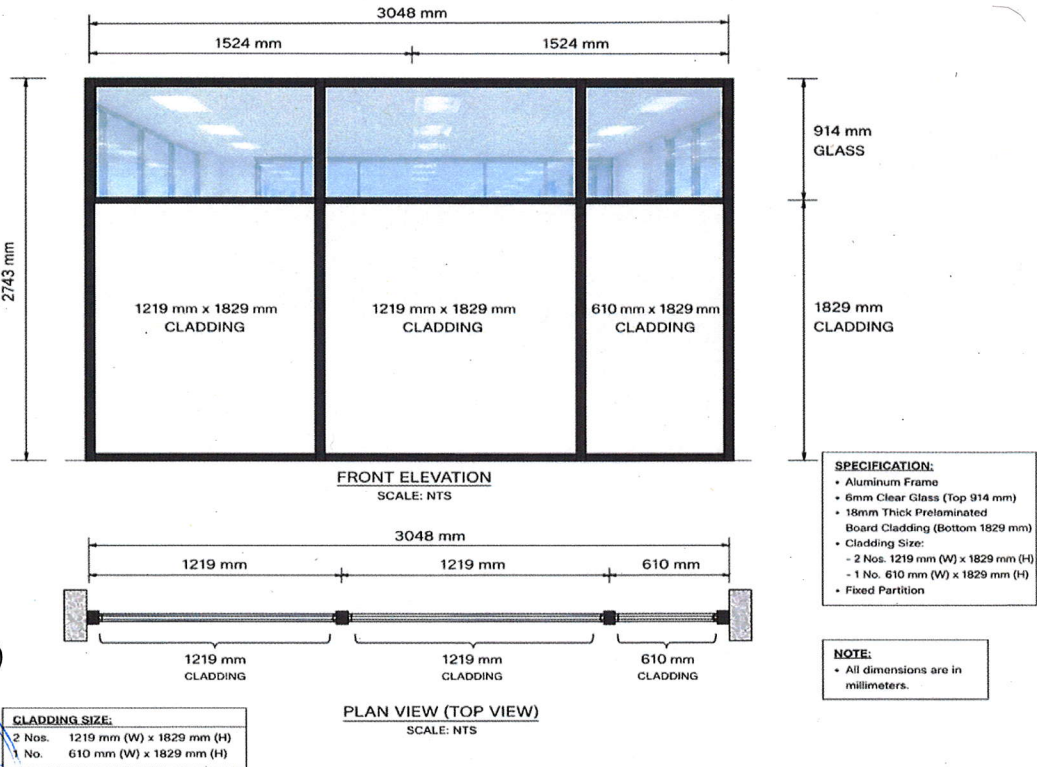 3048 mm
1524 mm 1524 mm
914 mm
GLASS
2743 mm
1219 mm x 1829 mm
CLADDING
1219 mm x 1829 mm
CLADDING
610 mm x 1829 mm
CLADDING
1829 mm
CLADDING
FRONT ELEVATION
SCALE: NTS
SPECIFICATION:
• Aluminum Frame
• 6mm Clear Glass (Top 914 mm)
• 18mm Thick Prelaminated
Board Cladding (Bottom 1829 mm)
• Cladding Size:
- 2 Nos. 1219 mm (W) x 1829 mm (H)
- 1 No. 610 mm (W) x 1829 mm (H)
• Fixed Partition
3048 mm
1219 mm 1219 mm 610 mm
1219 mm
CLADDING
1219 mm
CLADDING
610 mm
CLADDING
NOTE:
• All dimensions are in
millimeters.
PLAN VIEW (TOP VIEW)
SCALE: NTS
CLADDING SIZE:
2 Nos. 1219 mm (W) x 1829 mm (H)
1 No. 610 mm (W) x 1829 mm (H)